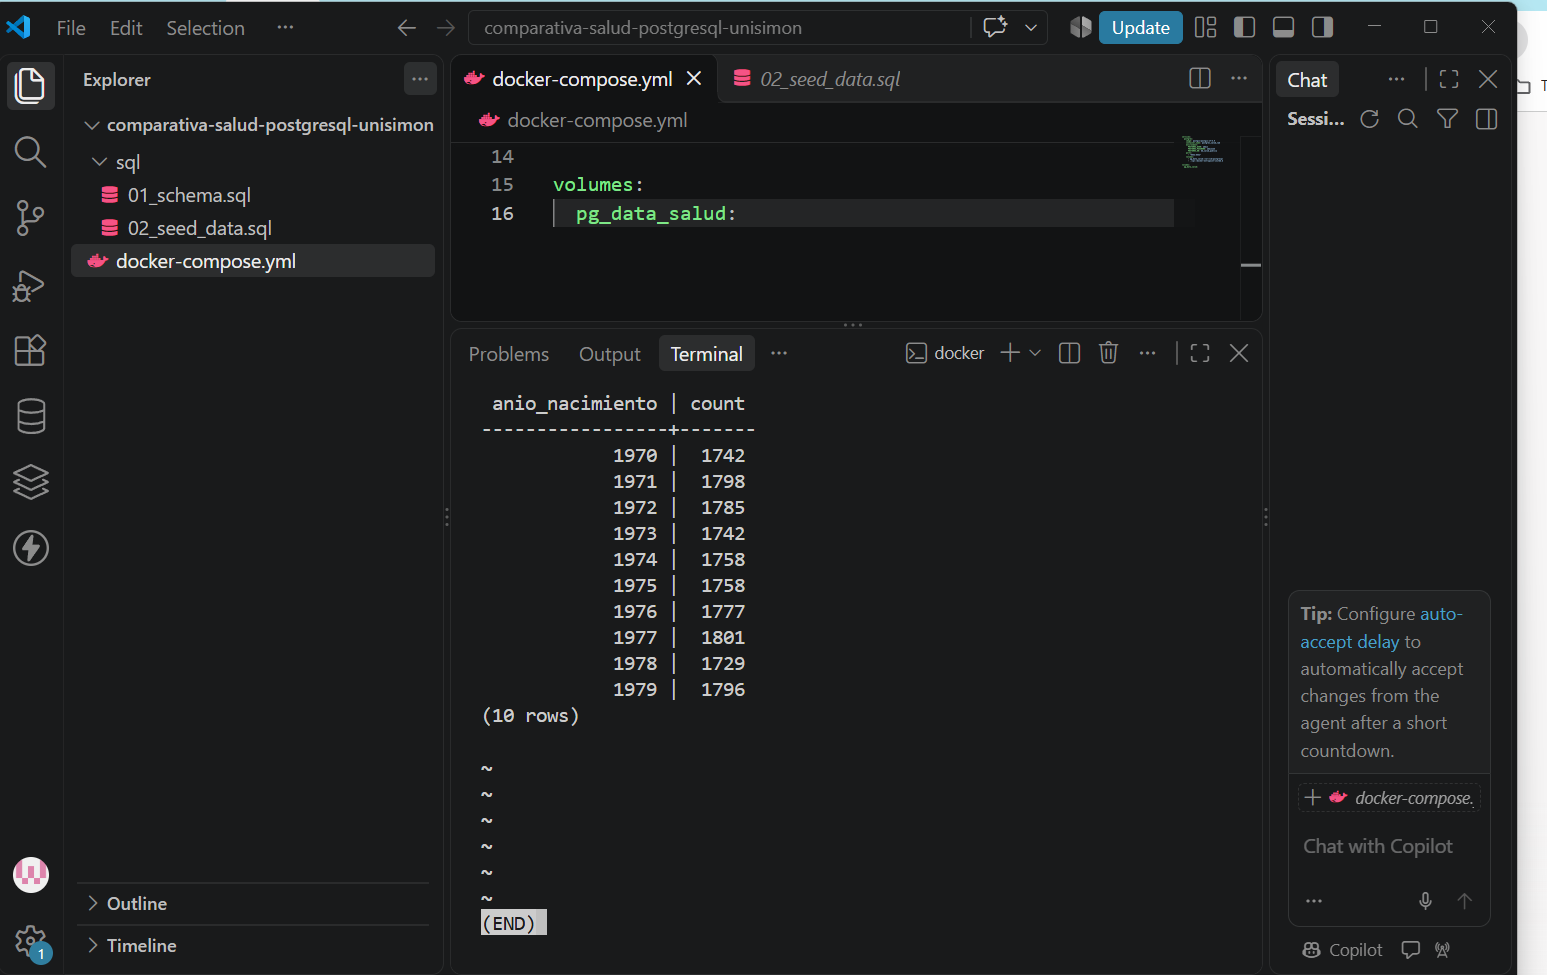 File Edit Selection ··· comparativa-salud-postgresql-unisimon Update
Explorer
comparativa-salud-postgresql-unisimon
sql
01_schema.sql
02_seed_data.sql
docker-compose.yml
Outline
Timeline
1
docker-compose.yml 02_seed_data.sql
docker-compose.yml
14
15 volumes:
16 pg_data_salud:
Problems Output Terminal ··· docker
anio_nacimiento | count
-----------------+-------
1970 | 1742
1971 | 1798
1972 | 1785
1973 | 1742
1974 | 1758
1975 | 1758
1976 | 1777
1977 | 1801
1978 | 1729
1979 | 1796
(10 rows)
~
~
~
~
~
~
(END)
Chat
Sessi...
Tip: Configure auto-
accept delay to
automatically accept
changes from the
agent after a short
countdown.
docker-compose.
Chat with Copilot
Copilot
T